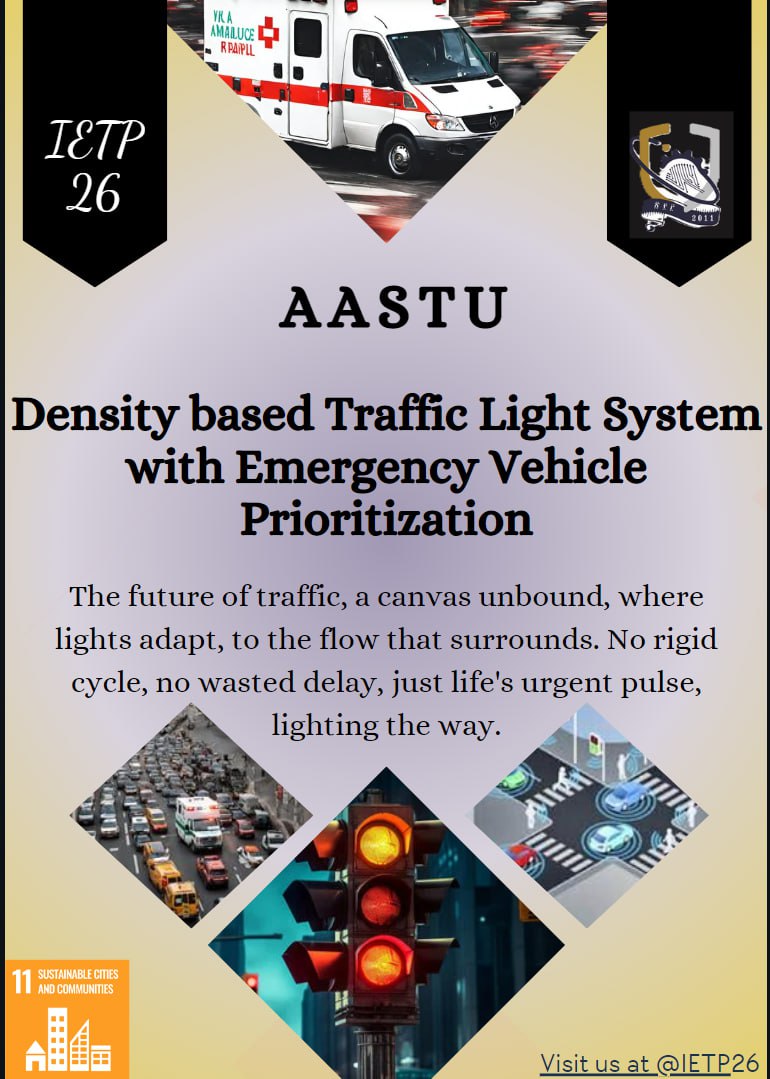 IETP
26
2011
AASTU
Density based Traffic Light System
with Emergency Vehicle
Prioritization
The future of traffic, a canvas unbound, where
lights adapt, to the flow that surrounds. No rigid
cycle, no wasted delay, just life's urgent pulse,
lighting the way.
11 SUSTAINABLE CITIES
AND COMMUNITIES
Visit us at @IETP26